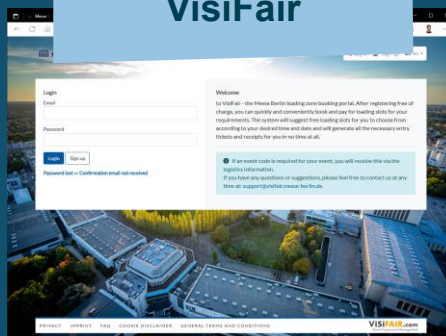 VisiFair
Login
Welcome
Email
to VisiFair - the Messe Berlin loading zone booking portal. After registering free of
charge, you can quickly and conveniently book and pay for loading slots for your
requirements. The system will suggest free loading slots for you to choose from
according to your desired time and date and will generate all the necessary entry
tickets and receipts for you in no time at all.
Password
Login Sign up
Password lost or Confirmation email not received
If an event code is required for your event, you will receive this via the
logistics information.
If you have any questions or suggestions, please feel free to contact us at any
time at: support@visifair.messe-berlin.de.
PRIVACY IMPRINT FAQ COOKIE DISCLAIMER GENERAL TERMS AND CONDITIONS
VISIFAIR.com